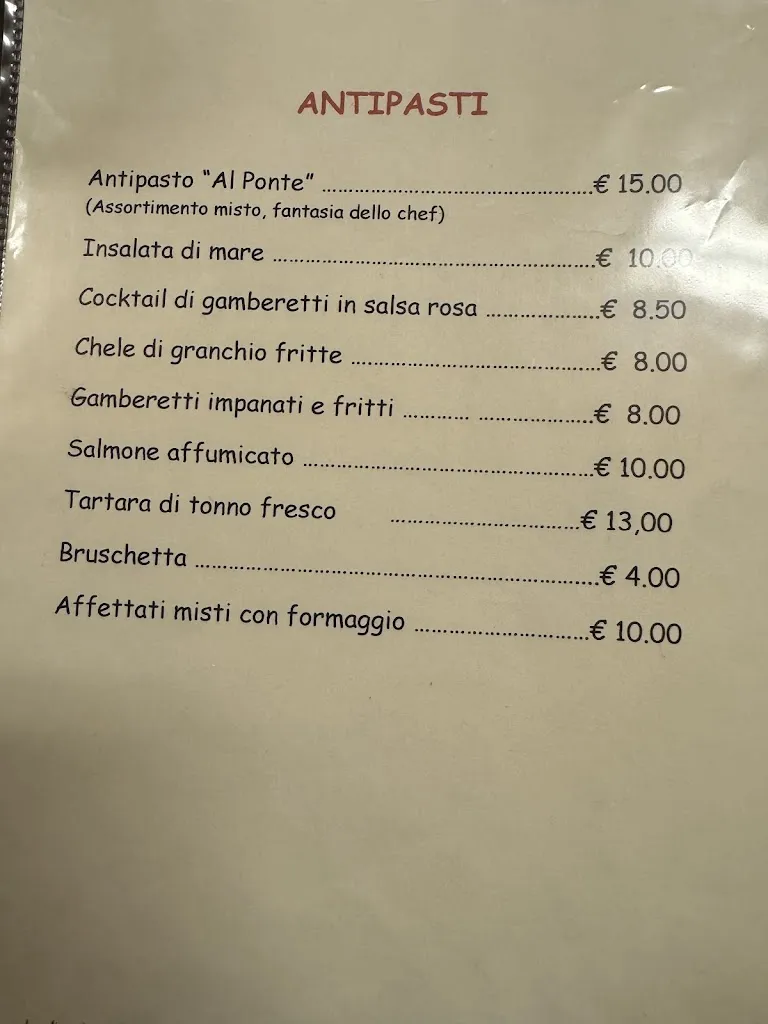 ANTIPASTI
Antipasto "Al Ponte" ..........................................€ 15.00
(Assortimento misto, fantasia dello chef)
Insalata di mare ..................................................€ 10.00
Cocktail di gamberetti in salsa rosa ....................€ 8.50
Chele di granchio fritte .......................................€ 8.00
Gamberetti impanati e fritti ........... ..................€ 8.00
Salmone affumicato .............................................€ 10.00
Tartara di tonno fresco ..............................€ 13,00
Bruschetta ...............................................................€ 4.00
Affettati misti con formaggio ...........................€ 10.00